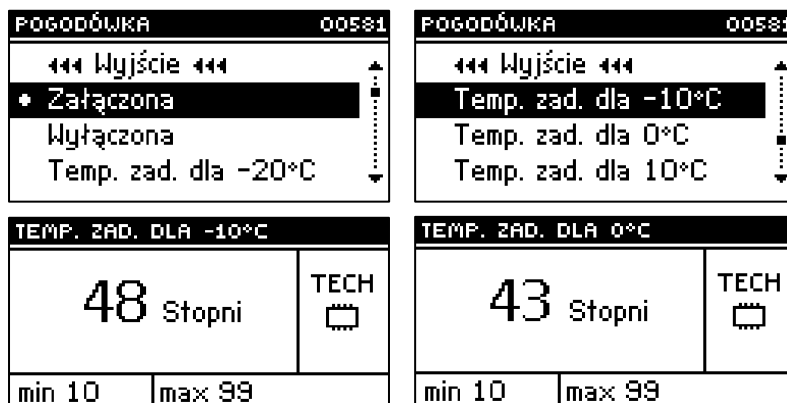 POGODÓWKA 00581
Wyjście
Załączona
Wyłączona
Temp. zad. dla -20°C
POGODÓWKA 00581
Wyjście
Temp. zad. dla -10°C
Temp. zad. dla 0°C
Temp. zad. dla 10°C
TEMP. ZAD. DLA -10°C
48 Stopni
TECH
min 10 max 99
TEMP. ZAD. DLA 0°C
43 Stopni
TECH
min 10 max 99